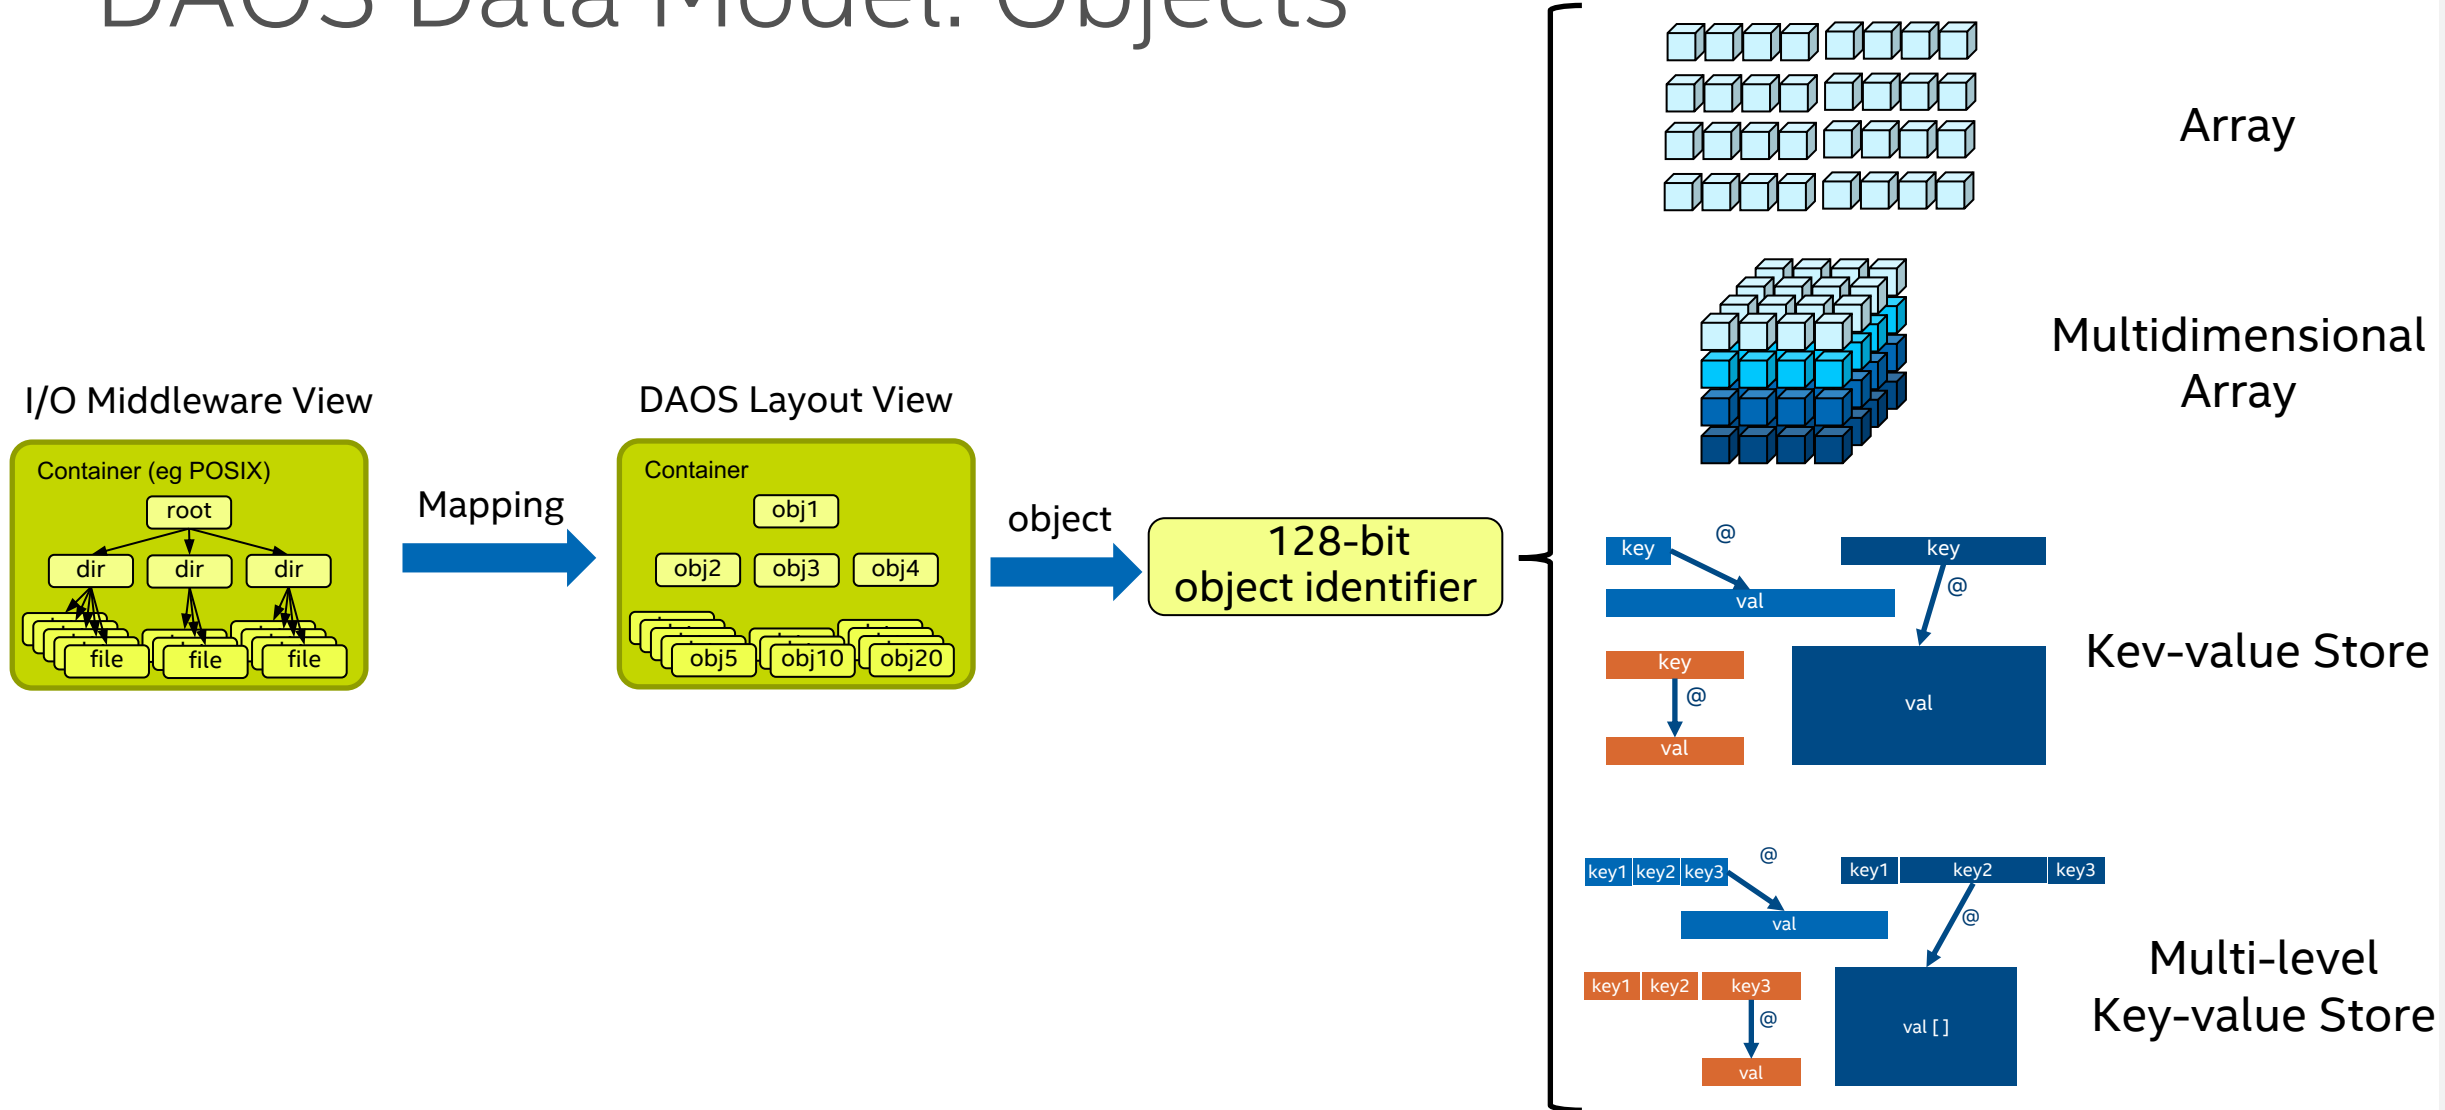 DAOS Data Model: Objects
I/O Middleware View
Container (eg POSIX)
root
dir
dir
dir
file
file
file
Mapping
DAOS Layout View
Container
obj1
obj2
obj3
obj4
obj5
obj10
obj20
object
128-bit
object identifier
Array
Multidimensional
Array
key
@
val
key
@
val
key
@
val
Kev-value Store
key1 key2 key3
@
val
key1 key2 key3
@
val [ ]
key1 key2 key3
@
val
Multi-level
Key-value Store